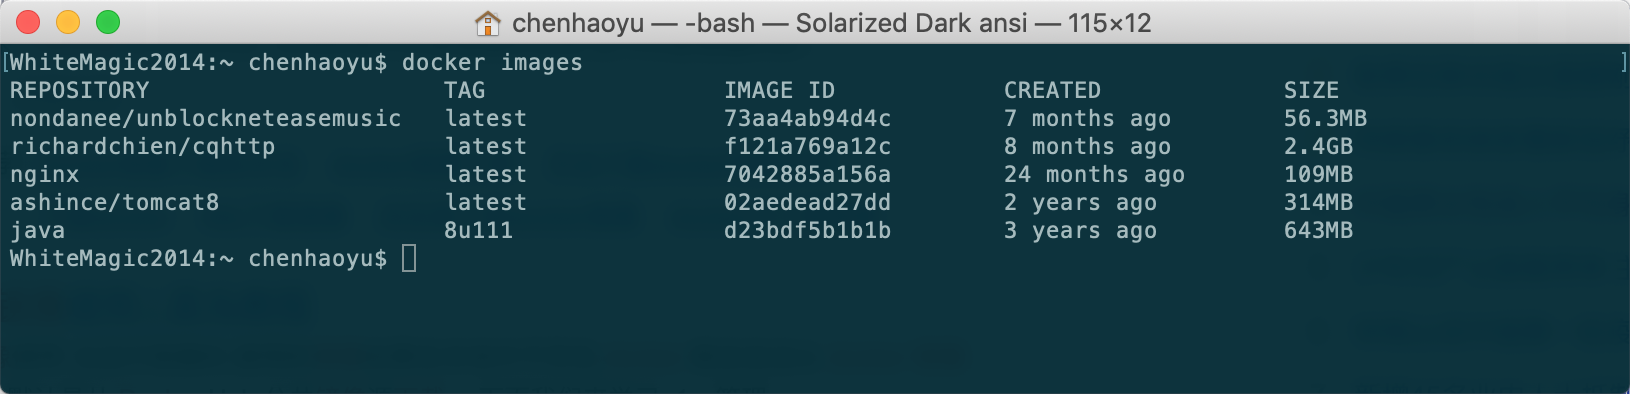 chenhaoyu — -bash — Solarized Dark ansi — 115×12
[WhiteMagic2014:~ chenhaoyu$ docker images ]
REPOSITORY TAG IMAGE ID CREATED SIZE
nondanee/unblockneteasemusic latest 73aa4ab94d4c 7 months ago 56.3MB
richardchien/cqhttp latest f121a769a12c 8 months ago 2.4GB
nginx latest 7042885a156a 24 months ago 109MB
ashince/tomcat8 latest 02aedead27dd 2 years ago 314MB
java 8u111 d23bdf5b1b1b 3 years ago 643MB
WhiteMagic2014:~ chenhaoyu$